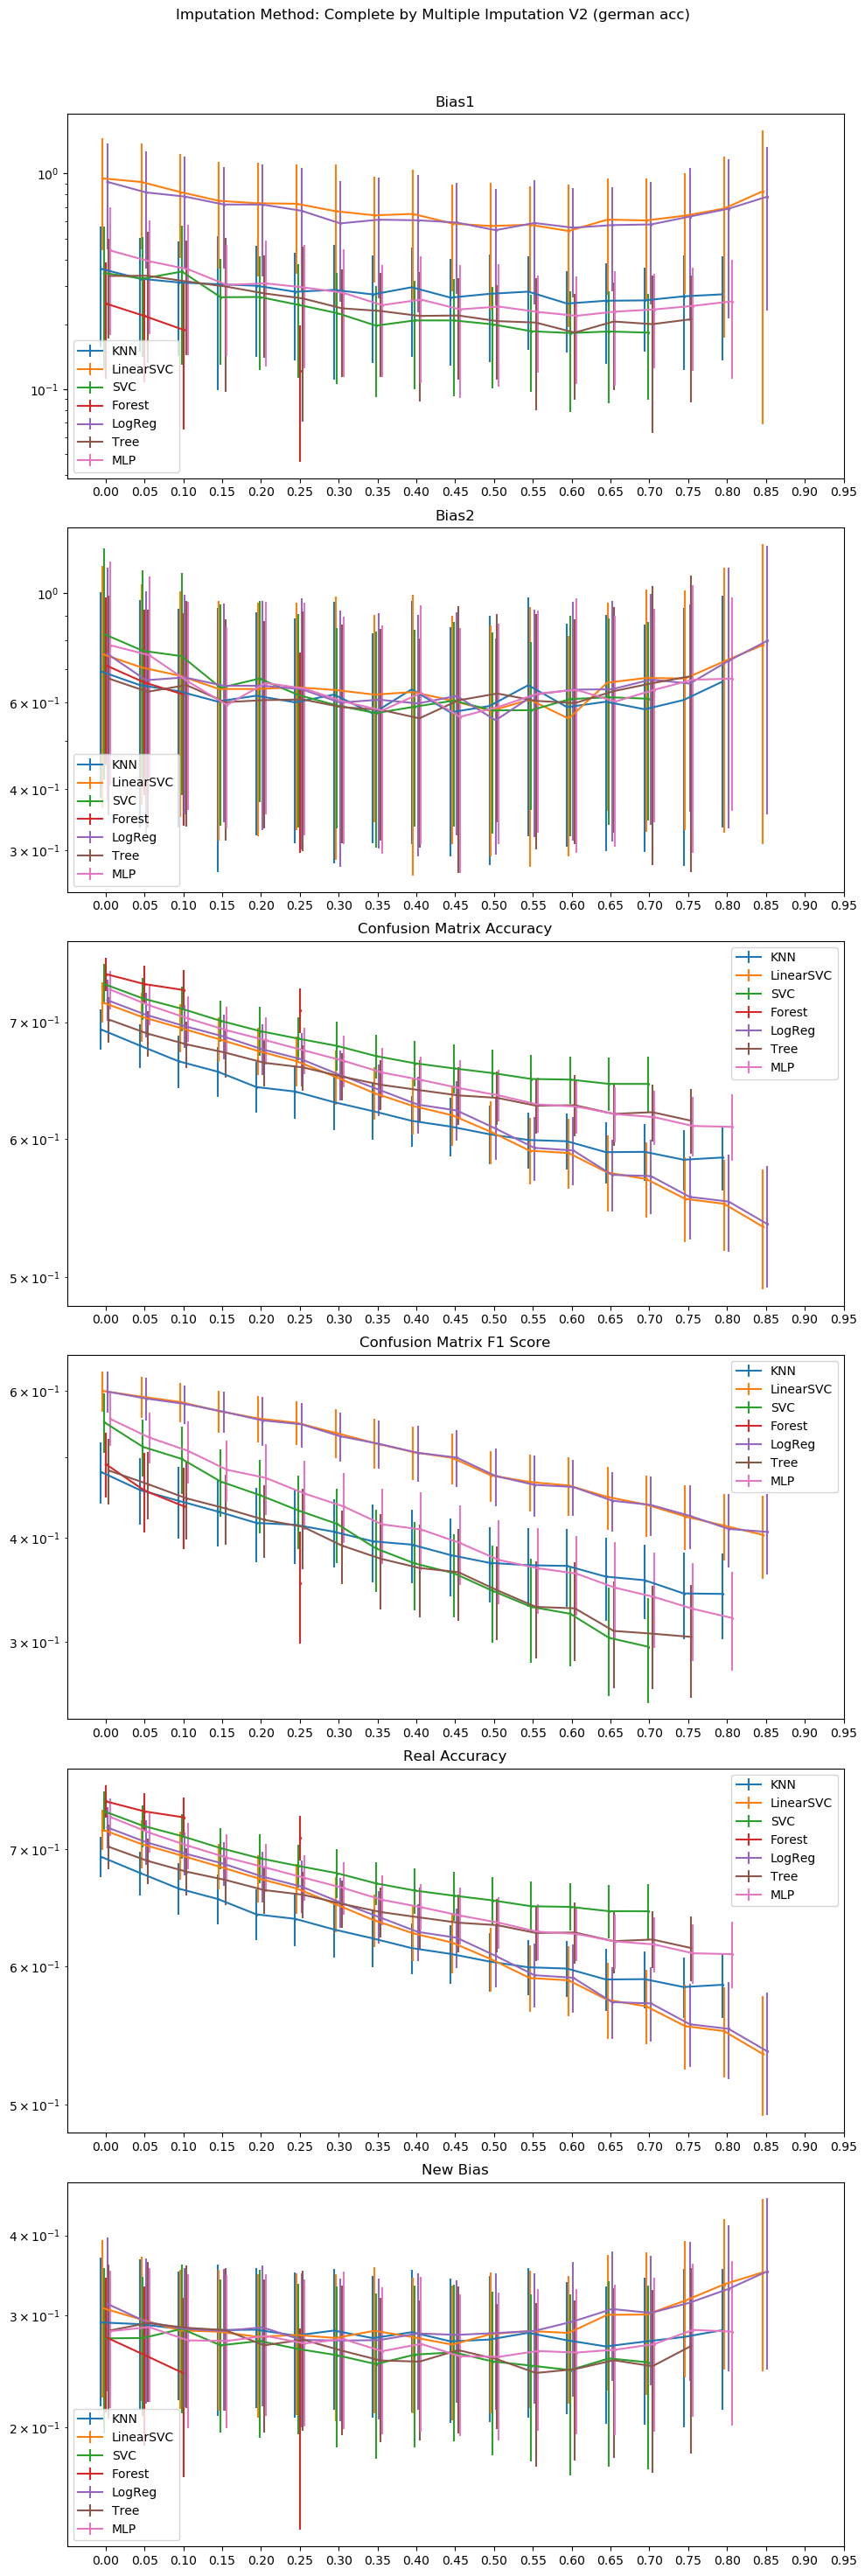 Imputation Method: Complete by Multiple Imputation V2 (german acc)
Bias1
10⁰
10⁻¹
KNN
LinearSVC
SVC
Forest
LogReg
Tree
MLP
0.00 0.05 0.10 0.15 0.20 0.25 0.30 0.35 0.40 0.45 0.50 0.55 0.60 0.65 0.70 0.75 0.80 0.85 0.90 0.95
Bias2
10⁰
6 × 10⁻¹
4 × 10⁻¹
3 × 10⁻¹
KNN
LinearSVC
SVC
Forest
LogReg
Tree
MLP
0.00 0.05 0.10 0.15 0.20 0.25 0.30 0.35 0.40 0.45 0.50 0.55 0.60 0.65 0.70 0.75 0.80 0.85 0.90 0.95
Confusion Matrix Accuracy
7 × 10⁻¹
6 × 10⁻¹
5 × 10⁻¹
KNN
LinearSVC
SVC
Forest
LogReg
Tree
MLP
0.00 0.05 0.10 0.15 0.20 0.25 0.30 0.35 0.40 0.45 0.50 0.55 0.60 0.65 0.70 0.75 0.80 0.85 0.90 0.95
Confusion Matrix F1 Score
6 × 10⁻¹
4 × 10⁻¹
3 × 10⁻¹
KNN
LinearSVC
SVC
Forest
LogReg
Tree
MLP
0.00 0.05 0.10 0.15 0.20 0.25 0.30 0.35 0.40 0.45 0.50 0.55 0.60 0.65 0.70 0.75 0.80 0.85 0.90 0.95
Real Accuracy
7 × 10⁻¹
6 × 10⁻¹
5 × 10⁻¹
KNN
LinearSVC
SVC
Forest
LogReg
Tree
MLP
0.00 0.05 0.10 0.15 0.20 0.25 0.30 0.35 0.40 0.45 0.50 0.55 0.60 0.65 0.70 0.75 0.80 0.85 0.90 0.95
New Bias
4 × 10⁻¹
3 × 10⁻¹
2 × 10⁻¹
KNN
LinearSVC
SVC
Forest
LogReg
Tree
MLP
0.00 0.05 0.10 0.15 0.20 0.25 0.30 0.35 0.40 0.45 0.50 0.55 0.60 0.65 0.70 0.75 0.80 0.85 0.90 0.95